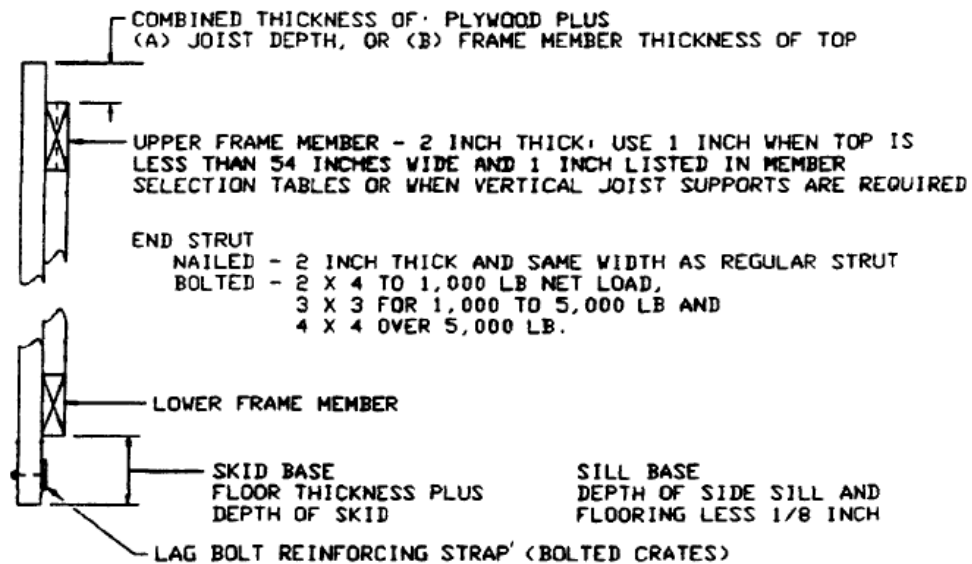 COMBINED THICKNESS OF· PLYWOOD PLUS
(A) JOIST DEPTH, OR (B) FRAME MEMBER THICKNESS OF TOP
UPPER FRAME MEMBER - 2 INCH THICK; USE 1 INCH WHEN TOP IS
LESS THAN 54 INCHES WIDE AND 1 INCH LISTED IN MEMBER
SELECTION TABLES OR WHEN VERTICAL JOIST SUPPORTS ARE REQUIRED
END STRUT
NAILED - 2 INCH THICK AND SAME WIDTH AS REGULAR STRUT
BOLTED - 2 X 4 TO 1,000 LB NET LOAD,
3 X 3 FOR 1,000 TO 5,000 LB AND
4 X 4 OVER 5,000 LB.
LOWER FRAME MEMBER
SKID BASE
FLOOR THICKNESS PLUS
DEPTH OF SKID
SILL BASE
DEPTH OF SIDE SILL AND
FLOORING LESS 1/8 INCH
LAG BOLT REINFORCING STRAP' (BOLTED CRATES)